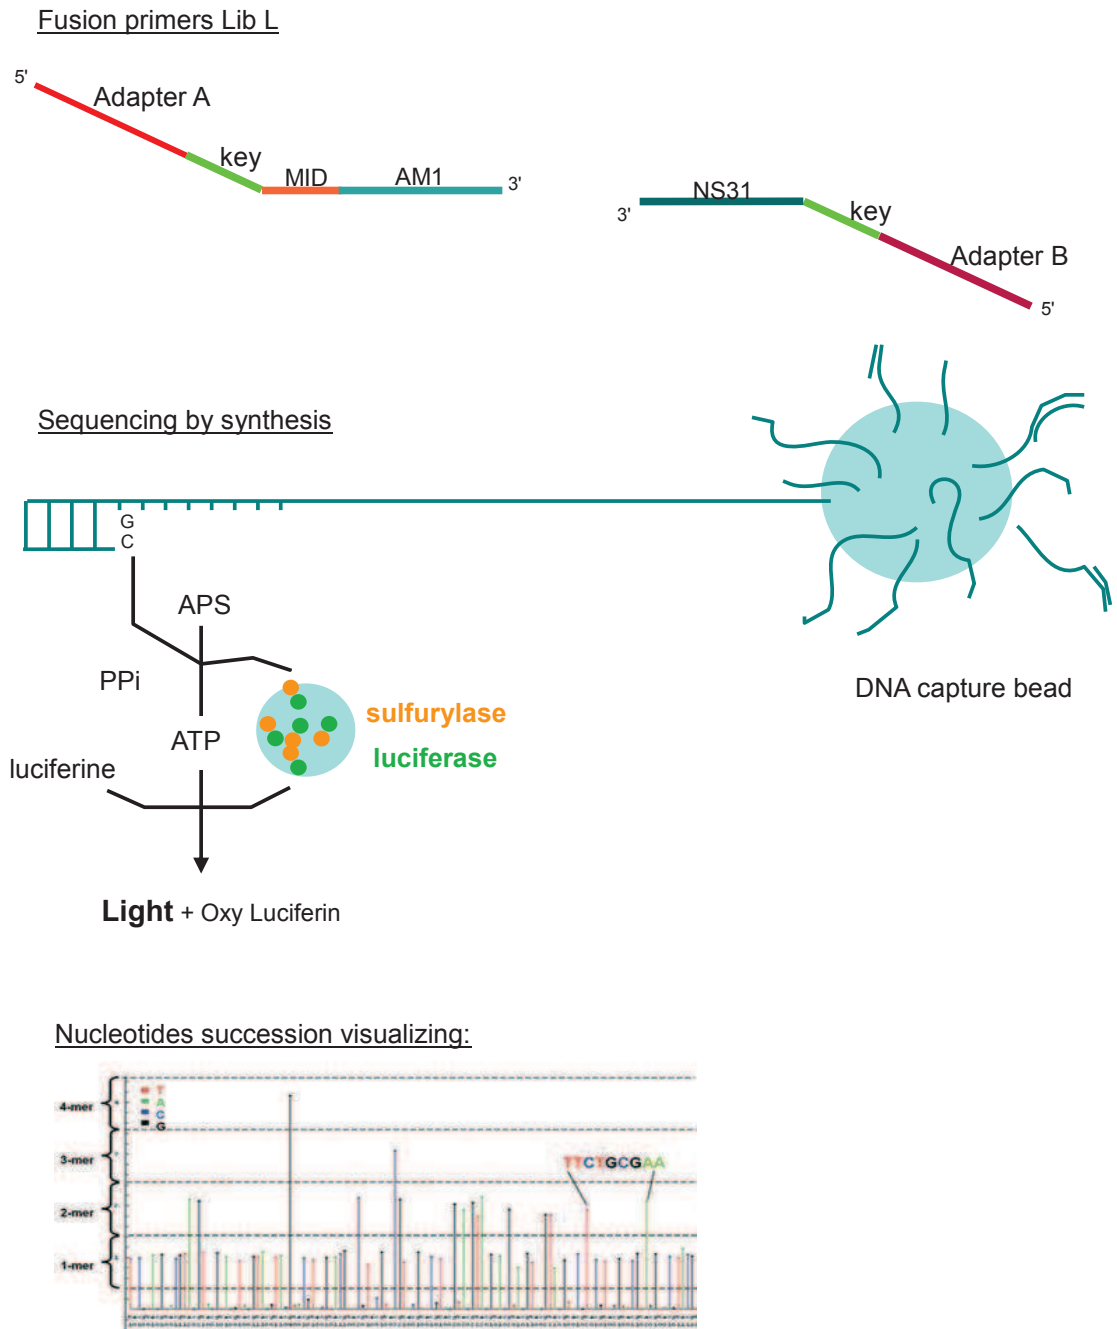 Fusion primers Lib L
5'
Adapter A
key
MID
AM1
3'
NS31
3'
key
Adapter B
5'
Sequencing by synthesis
G
C
APS
PPi
sulfurylase
DNA capture bead
ATP
luciferase
luciferine
Light + Oxy Luciferin
Nucleotides succession visualizing:
T
A
C
G
4-mer
3-mer
TTCTGCGAA
2-mer
1-mer